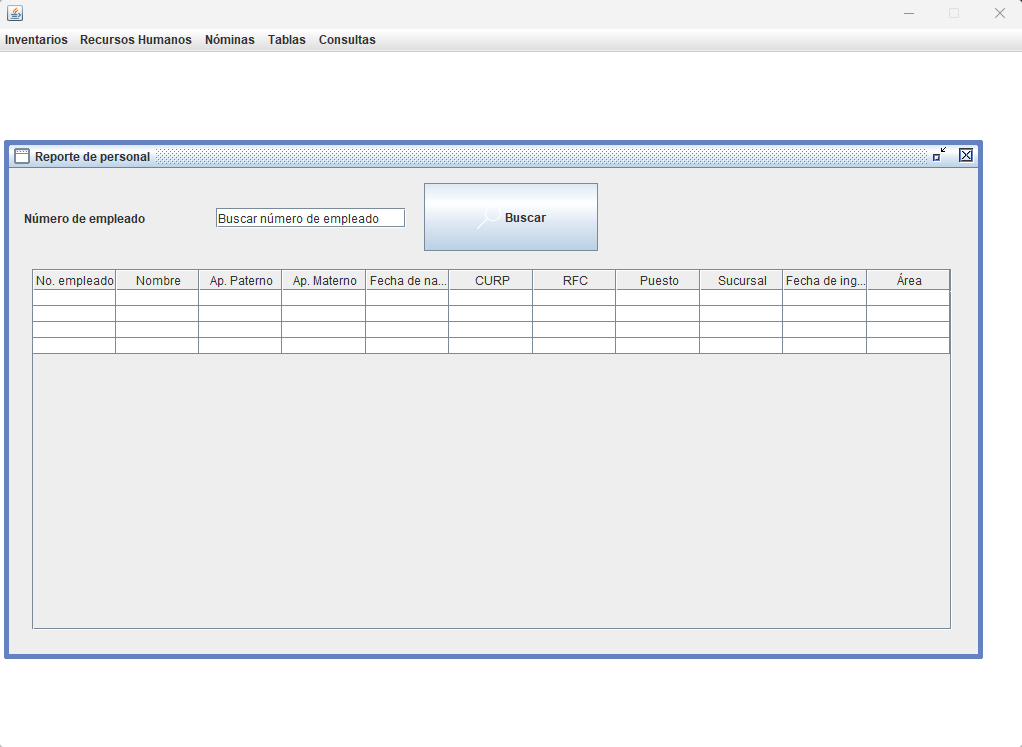 Inventarios Recursos Humanos Nóminas Tablas Consultas
Reporte de personal
Número de empleado Buscar número de empleado Buscar
No. empleado Nombre Ap. Paterno Ap. Materno Fecha de na... CURP RFC Puesto Sucursal Fecha de ing... Área